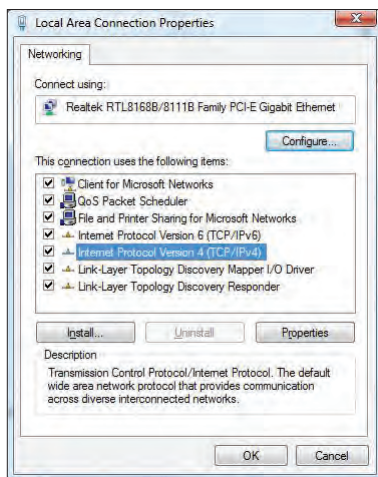 Local Area Connection Properties
Networking
Connect using:
Realtek RTL8168B/8111B Family PCI-E Gigabit Ethernet
Configure...
This connection uses the following items:
Client for Microsoft Networks
QoS Packet Scheduler
File and Printer Sharing for Microsoft Networks
Internet Protocol Version 6 (TCP/IPv6)
Internet Protocol Version 4 (TCP/IPv4)
Link-Layer Topology Discovery Mapper I/O Driver
Link-Layer Topology Discovery Responder
Install...
Uninstall
Properties
Description
Transmission Control Protocol/Internet Protocol. The default
wide area network protocol that provides communication
across diverse interconnected networks.
OK
Cancel